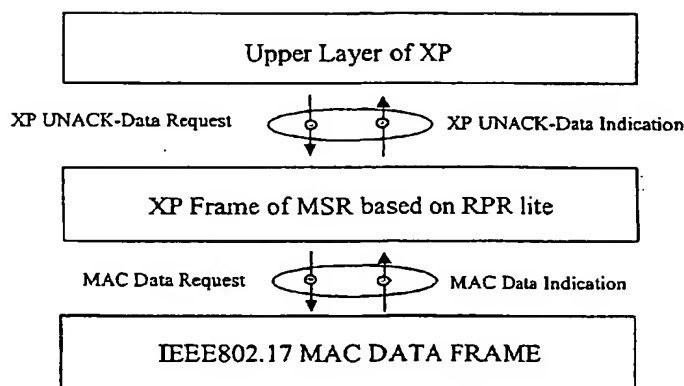 Upper Layer of XP
XP UNACK-Data Request
XP UNACK-Data Indication
XP Frame of MSR based on RPR lite
MAC Data Request
MAC Data Indication
IEEE802.17 MAC DATA FRAME